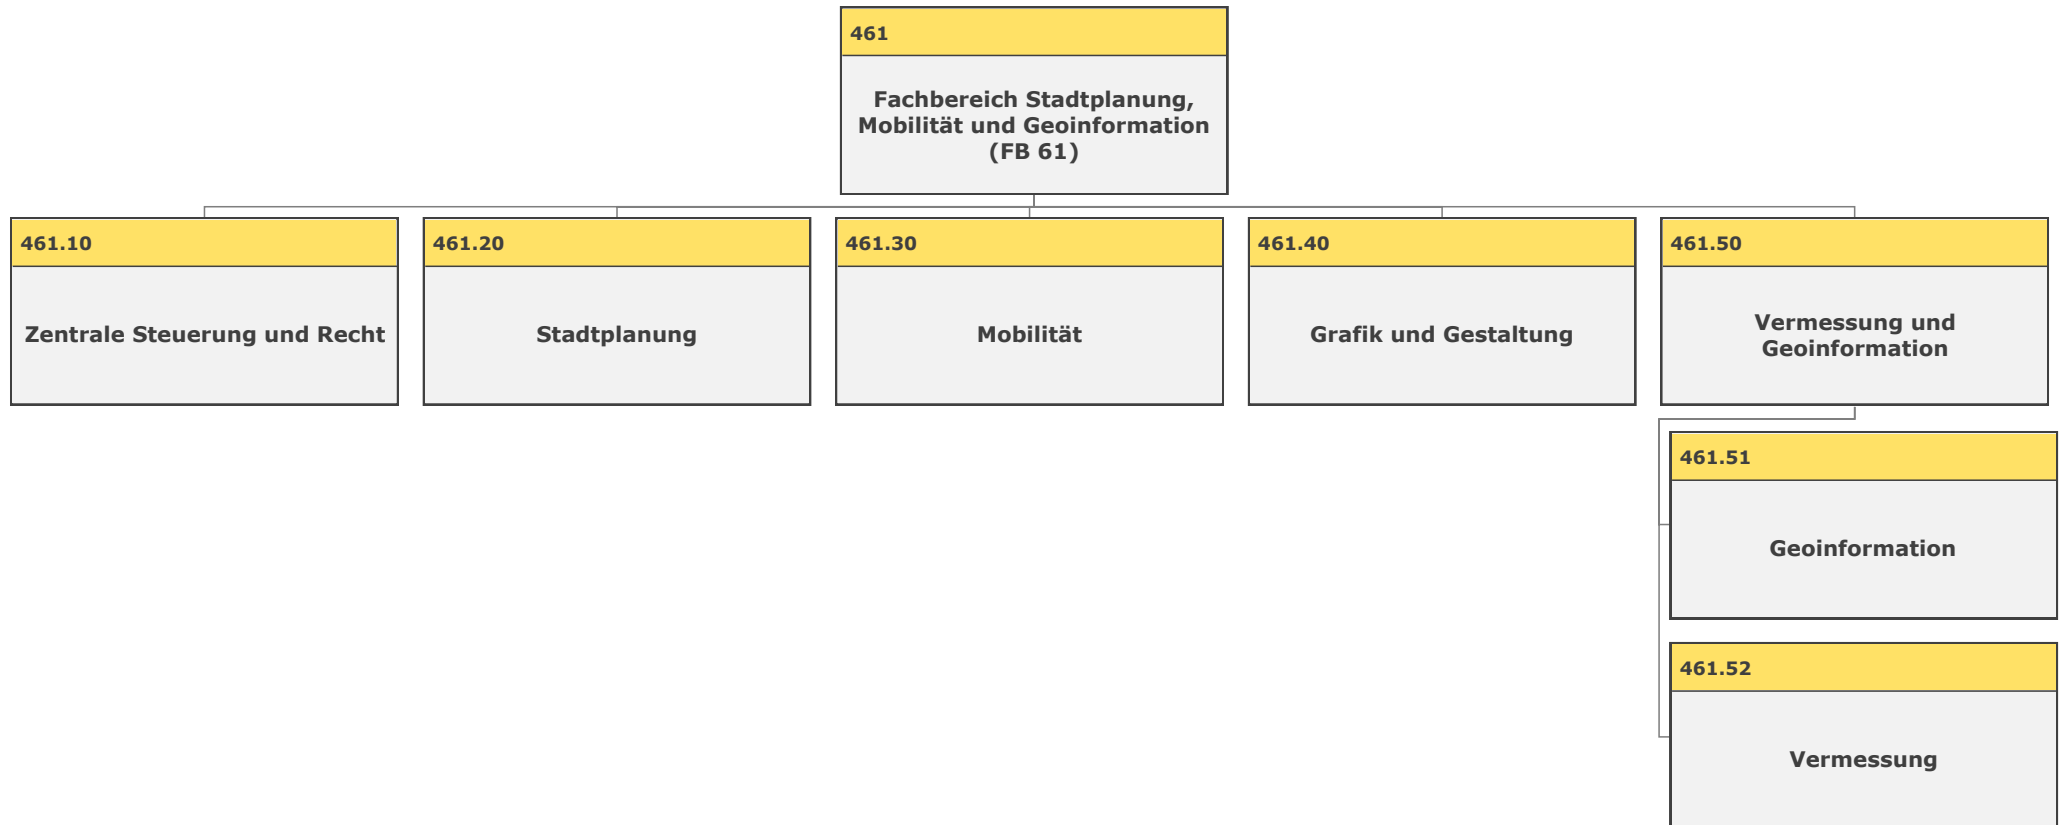 461
Fachbereich Stadtplanung,
Mobilität und Geoinformation
(FB 61)
461.10
Zentrale Steuerung und Recht
461.20
Stadtplanung
461.30
Mobilität
461.40
Grafik und Gestaltung
461.50
Vermessung und
Geoinformation
461.51
Geoinformation
461.52
Vermessung